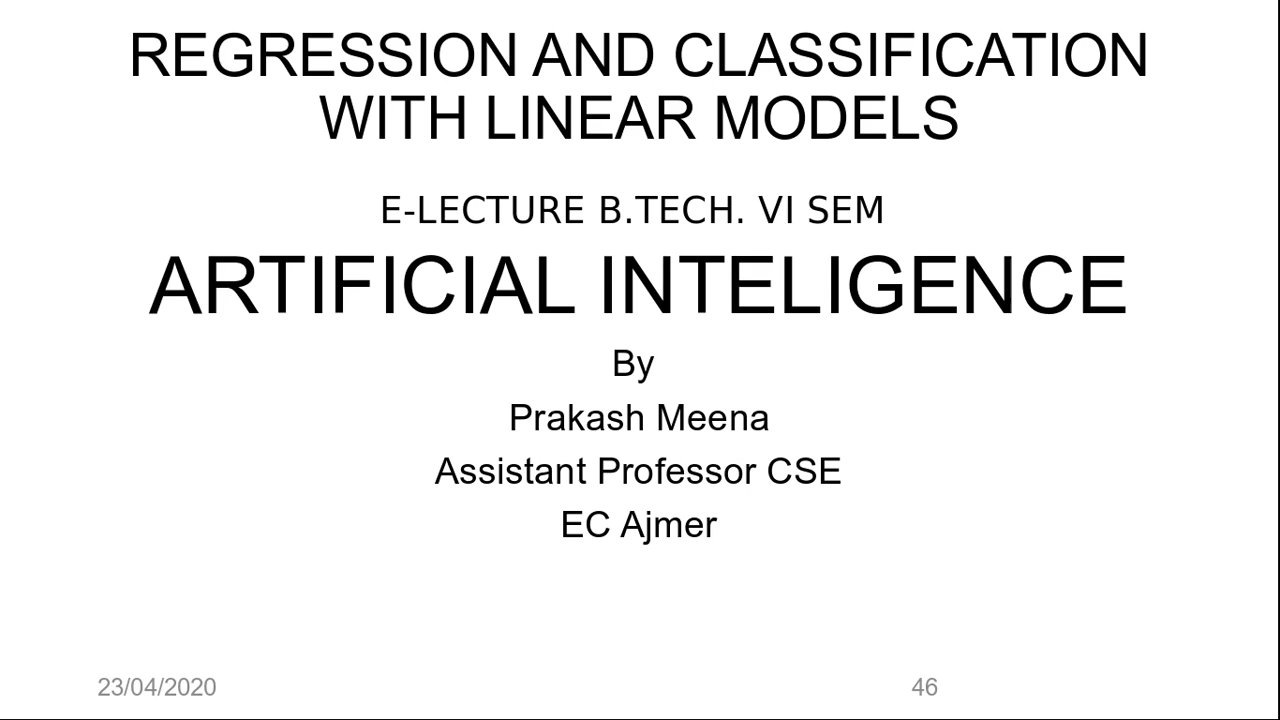 REGRESSION AND CLASSIFICATION
WITH LINEAR MODELS
E-LECTURE B.TECH. VI SEM
ARTIFICIAL INTELIGENCE
By
Prakash Meena
Assistant Professor CSE
EC Ajmer
23/04/2020
46